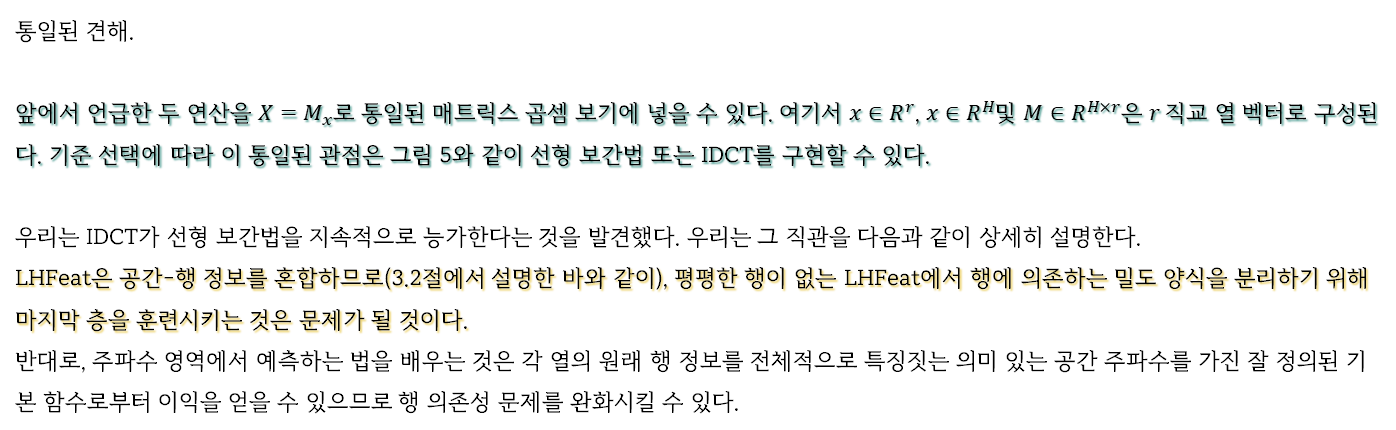 통일된 견해.
앞에서 언급한 두 연산을 X = Mₓ로 통일된 매트릭스 곱셈 보기에 넣을 수 있다. 여기서 x ∈ Rʳ, x ∈ Rᴴ및 M ∈ Rᴴˣʳ은 r 직교 열 벡터로 구성된
다. 기준 선택에 따라 이 통일된 관점은 그림 5와 같이 선형 보간법 또는 IDCT를 구현할 수 있다.
우리는 IDCT가 선형 보간법을 지속적으로 능가한다는 것을 발견했다. 우리는 그 직관을 다음과 같이 상세히 설명한다.
LHFeat은 공간-행 정보를 혼합하므로(3.2절에서 설명한 바와 같이), 평평한 행이 없는 LHFeat에서 행에 의존하는 밀도 양식을 분리하기 위해
마지막 층을 훈련시키는 것은 문제가 될 것이다.
반대로, 주파수 영역에서 예측하는 법을 배우는 것은 각 열의 원래 행 정보를 전체적으로 특징짓는 의미 있는 공간 주파수를 가진 잘 정의된 기
본 함수로부터 이익을 얻을 수 있으므로 행 의존성 문제를 완화시킬 수 있다.